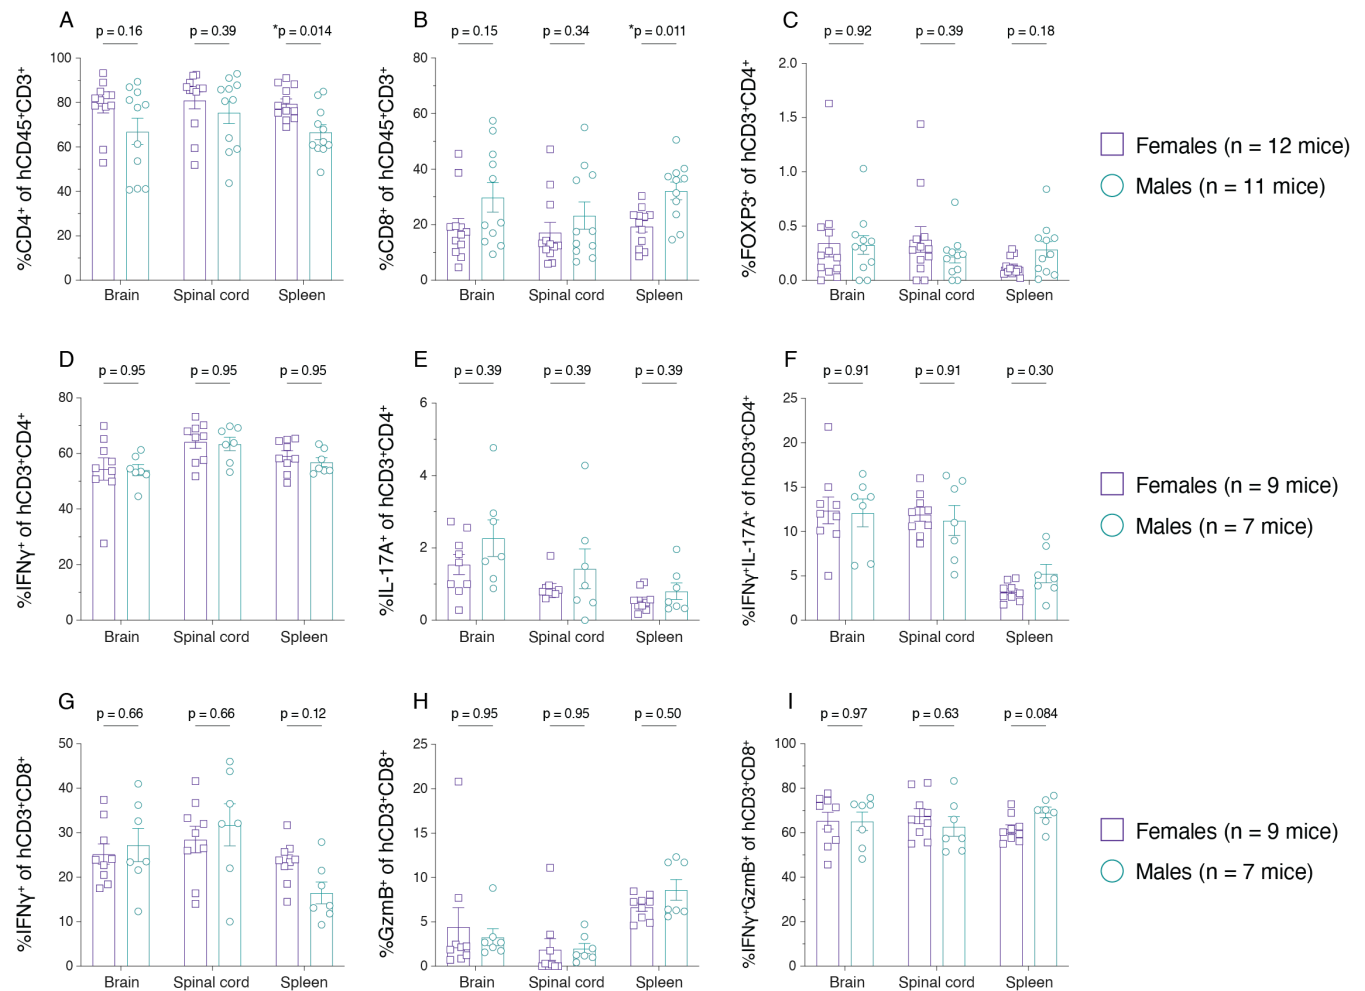 A
p = 0.16 p = 0.39 *p = 0.014
%CD4⁺ of hCD45⁺CD3⁺
100
80
60
40
20
0
Brain Spinal cord Spleen
B
p = 0.15 p = 0.34 *p = 0.011
%CD8⁺ of hCD45⁺CD3⁺
80
60
40
20
0
Brain Spinal cord Spleen
C
p = 0.92 p = 0.39 p = 0.18
%FOXP3⁺ of hCD3⁺CD4⁺
2.0
1.5
1.0
0.5
0.0
Brain Spinal cord Spleen
Females (n = 12 mice)
Males (n = 11 mice)
D
p = 0.95 p = 0.95 p = 0.95
%IFNγ⁺ of hCD3⁺CD4⁺
80
60
40
20
0
Brain Spinal cord Spleen
E
p = 0.39 p = 0.39 p = 0.39
%IL-17A⁺ of hCD3⁺CD4⁺
6
4
2
0
Brain Spinal cord Spleen
F
p = 0.91 p = 0.91 p = 0.30
%IFNγ⁺IL-17A⁺ of hCD3⁺CD4⁺
25
20
15
10
5
0
Brain Spinal cord Spleen
Females (n = 9 mice)
Males (n = 7 mice)
G
p = 0.66 p = 0.66 p = 0.12
%IFNγ⁺ of hCD3⁺CD8⁺
50
40
30
20
10
0
Brain Spinal cord Spleen
H
p = 0.95 p = 0.95 p = 0.50
%GzmB⁺ of hCD3⁺CD8⁺
25
20
15
10
5
0
Brain Spinal cord Spleen
I
p = 0.97 p = 0.63 p = 0.084
%IFNγ⁺GzmB⁺ of hCD3⁺CD8⁺
100
80
60
40
20
0
Brain Spinal cord Spleen
Females (n = 9 mice)
Males (n = 7 mice)